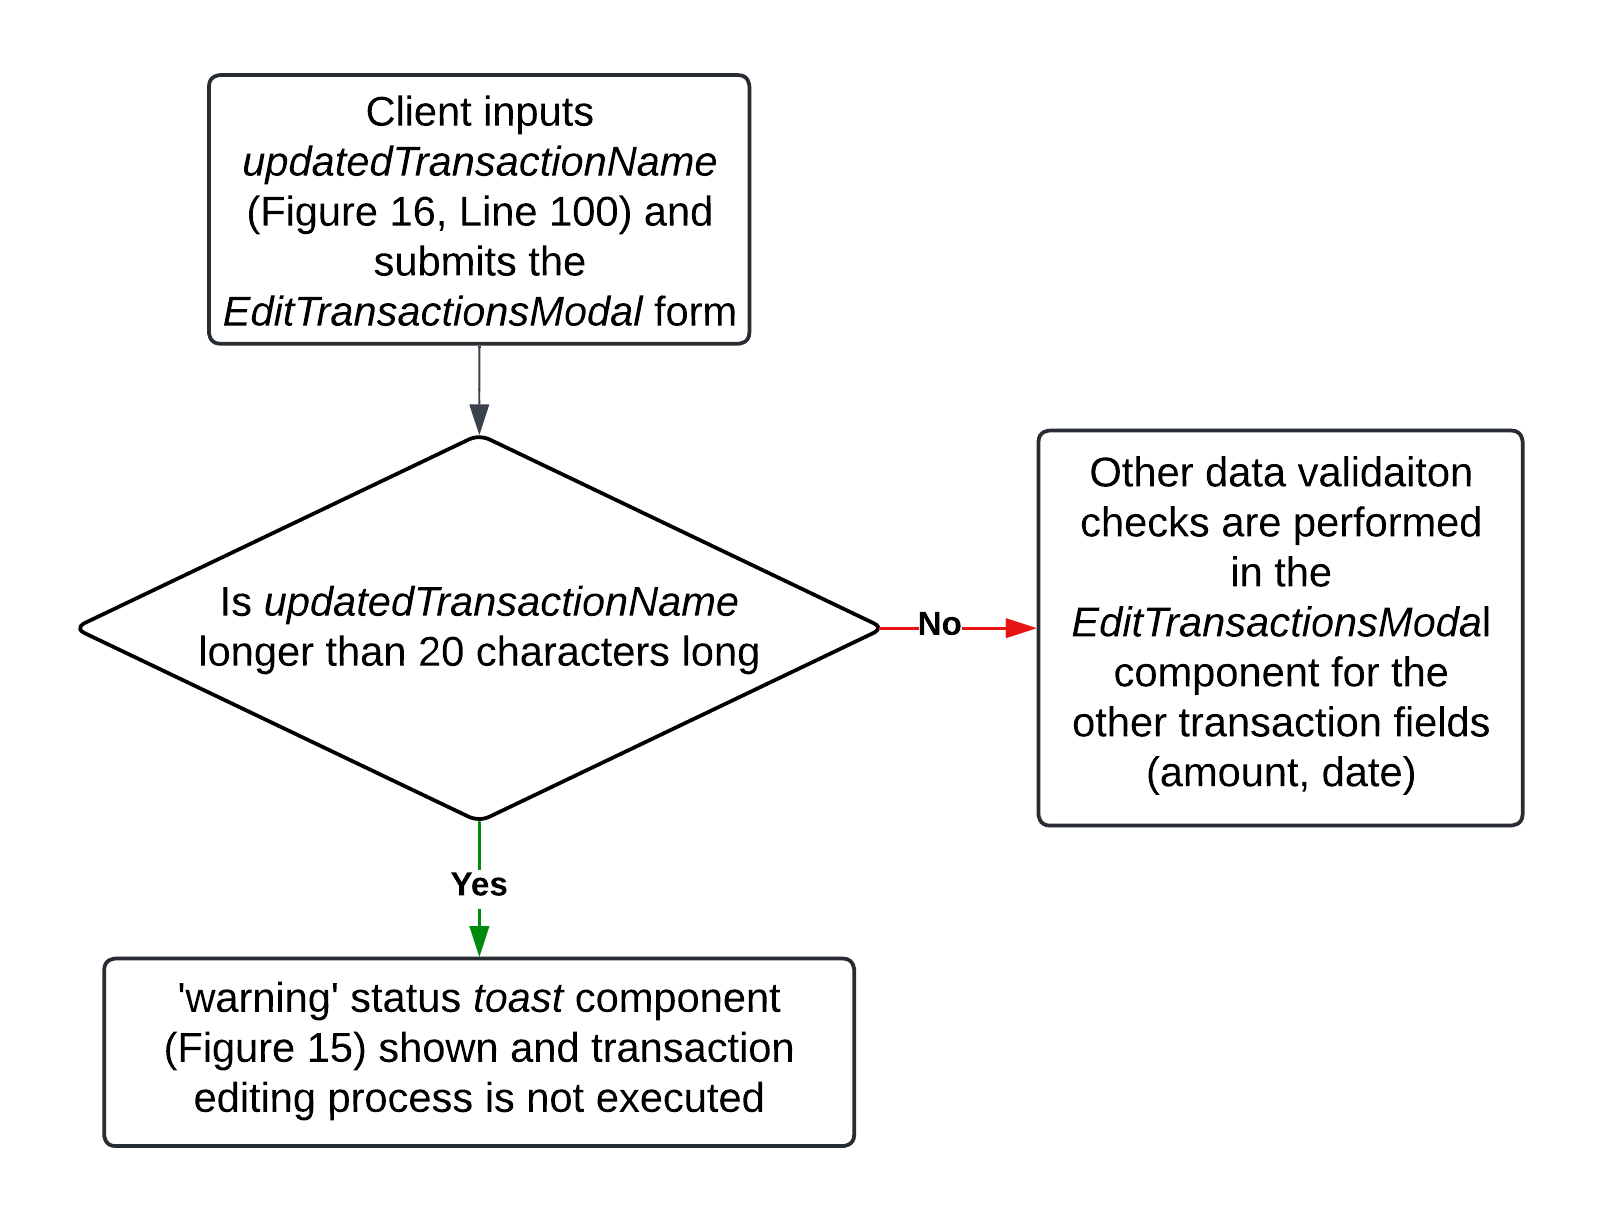 Client inputs
updatedTransactionName
(Figure 16, Line 100) and
submits the
EditTransactionsModal form
Is updatedTransactionName
longer than 20 characters long
No
Other data validaiton
checks are performed
in the
EditTransactionsModal
component for the
other transaction fields
(amount, date)
Yes
'warning' status toast component
(Figure 15) shown and transaction
editing process is not executed